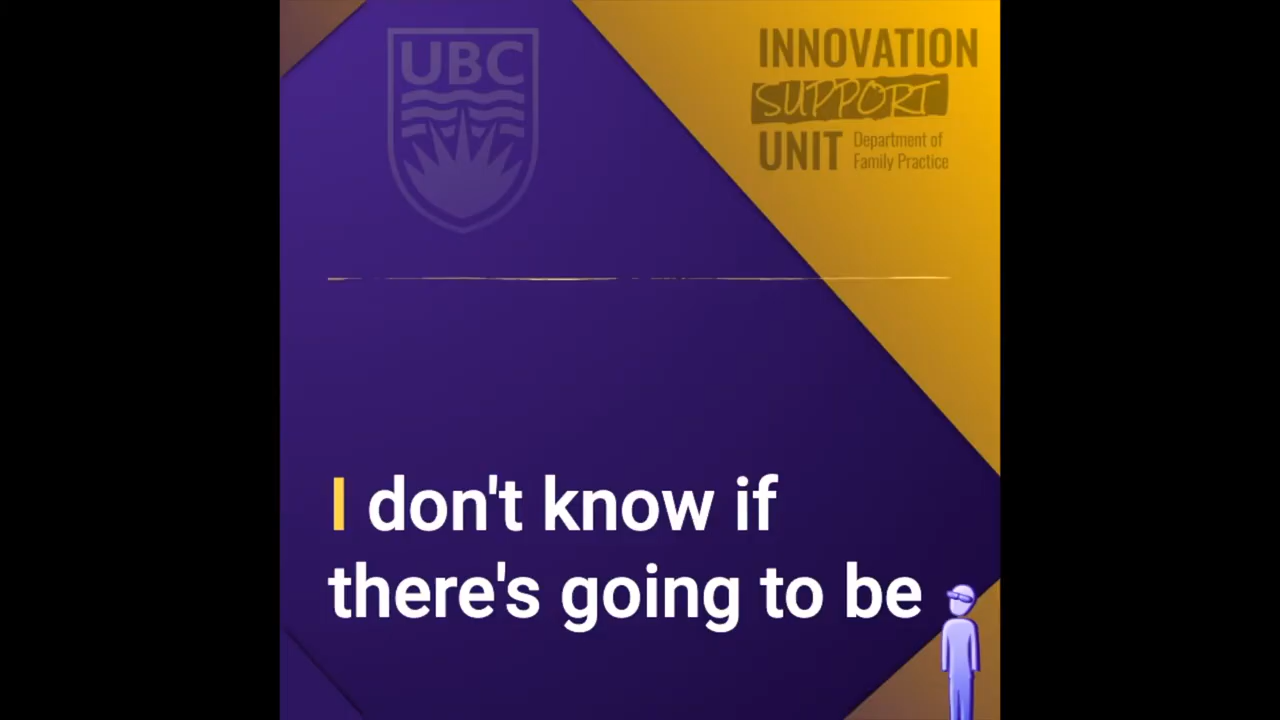 UBC
INNOVATION
SUPPORT
UNIT
Department of
Family Practice
I don't know if
there's going to be